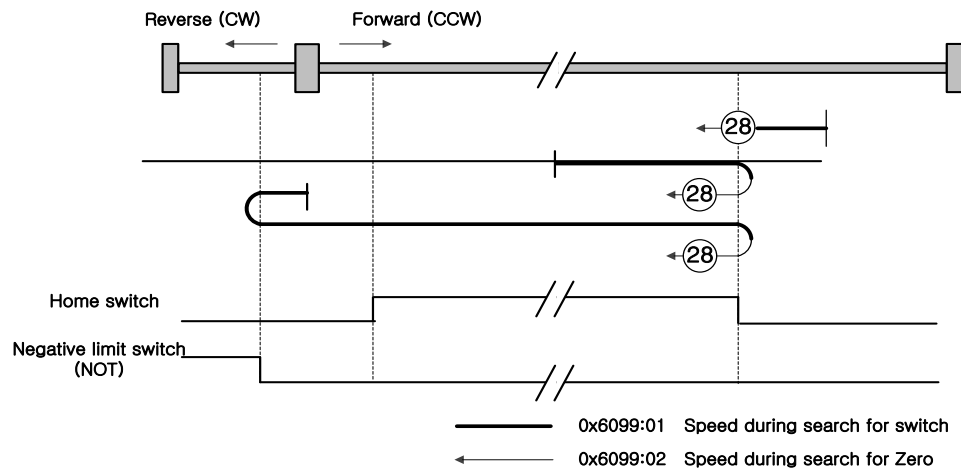 Reverse (CW)
Forward (CCW)
28
28
28
Home switch
Negative limit switch
(NOT)
0x6099:01 Speed during search for switch
0x6099:02 Speed during search for Zero